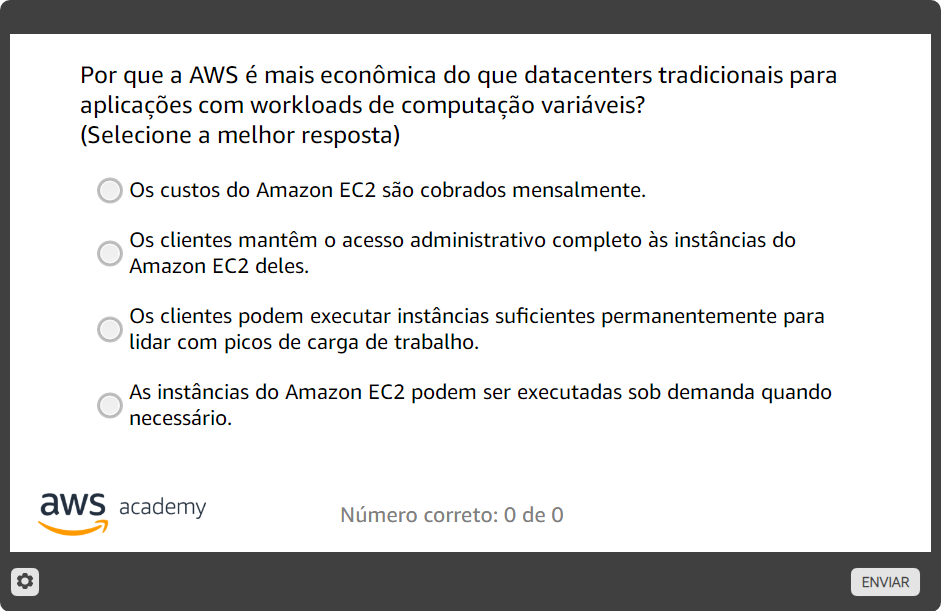 Por que a AWS é mais econômica do que datacenters tradicionais para
aplicações com workloads de computação variáveis?
(Selecione a melhor resposta)
Os custos do Amazon EC2 são cobrados mensalmente.
Os clientes mantêm o acesso administrativo completo às instâncias do
Amazon EC2 deles.
Os clientes podem executar instâncias suficientes permanentemente para
lidar com picos de carga de trabalho.
As instâncias do Amazon EC2 podem ser executadas sob demanda quando
necessário.
aws academy
Número correto: 0 de 0
ENVIAR